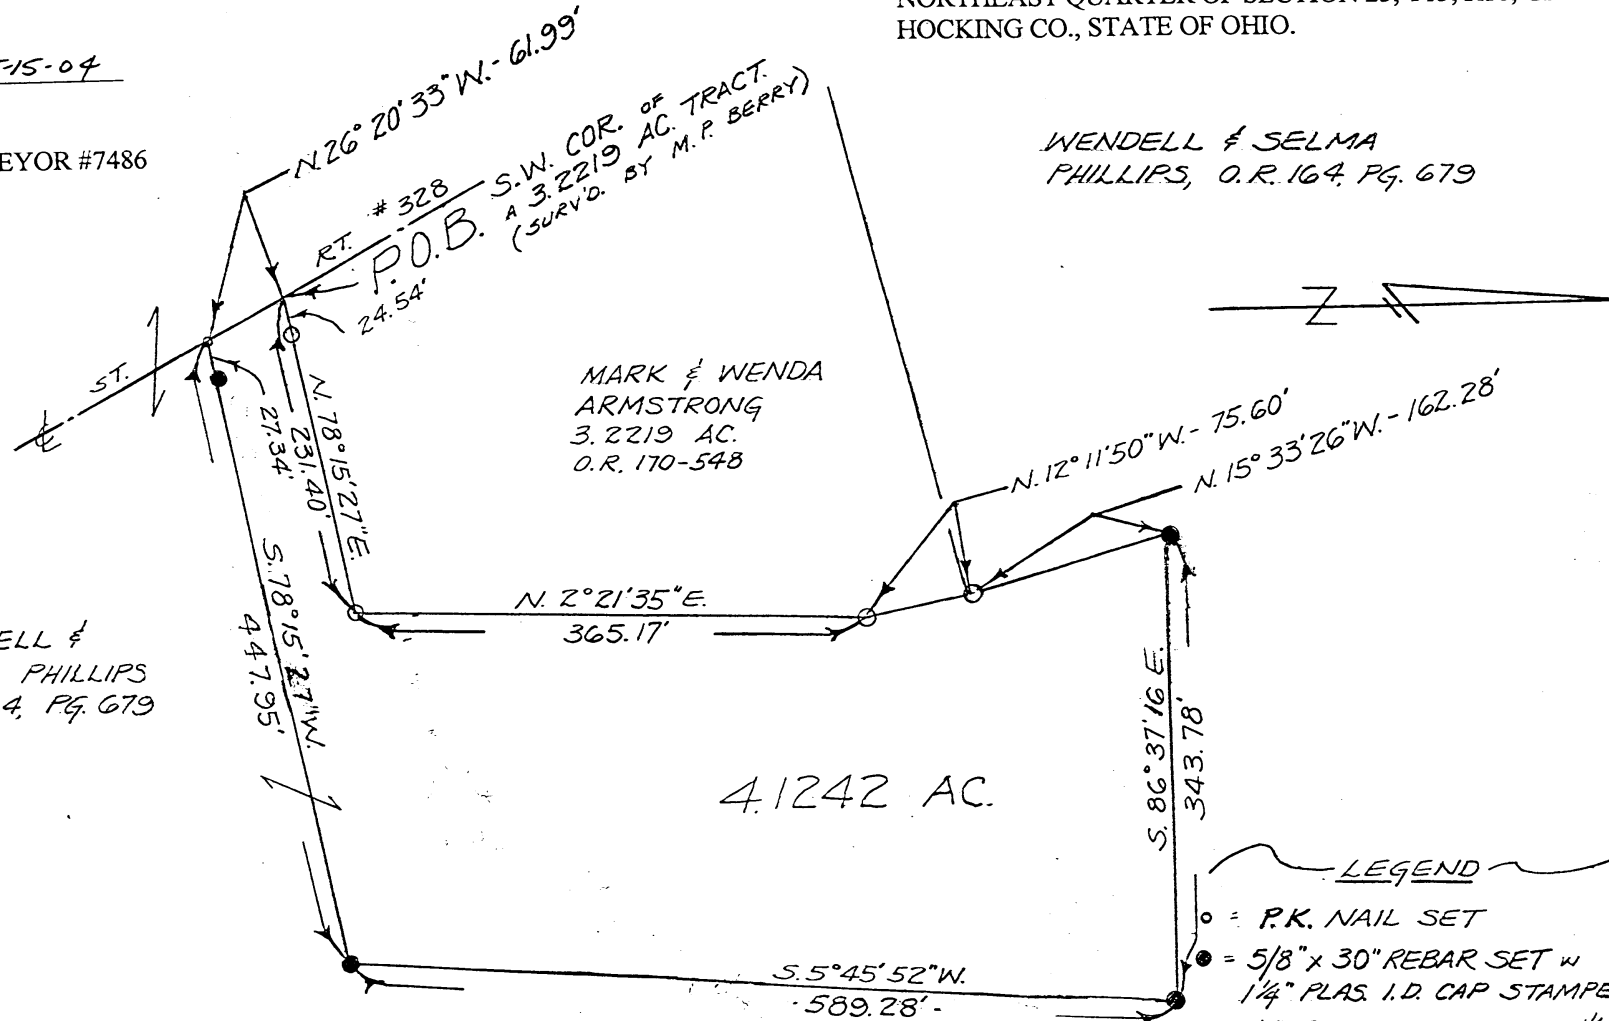 NORTHEAST QUARTER OF SECTION
HOCKING CO., STATE OF OHIO.
-15-04
EYOR #7486
N. 26° 20' 33" W. - 61.99'
RT. # 328
P.O.B. S.W. COR. OF
A 3.2219 AC. TRACT.
(SURV'D. BY M.P. BERRY)
WENDELL & SELMA
PHILLIPS, O.R. 164, PG. 679
N
24.54'
ST.
℄
27.34'
N. 78° 15' 27" E.
231.40'
MARK & WENDA
ARMSTRONG
3.2219 AC.
O.R. 170-548
N. 12° 11' 50" W. - 75.60'
N. 15° 33' 26" W. - 162.28'
N. 2° 21' 35" E.
365.17'
S. 78° 15' 27" W.
447.95'
ELL &
PHILLIPS
4, PG. 679
S. 86° 37' 16 E.
343.78'
4.1242 AC.
S. 5° 45' 52" W.
589.28'
LEGEND
○ = P.K. NAIL SET
● = 5/8" x 30" REBAR SET W
1¼" PLAS. I.D. CAP STAMPE